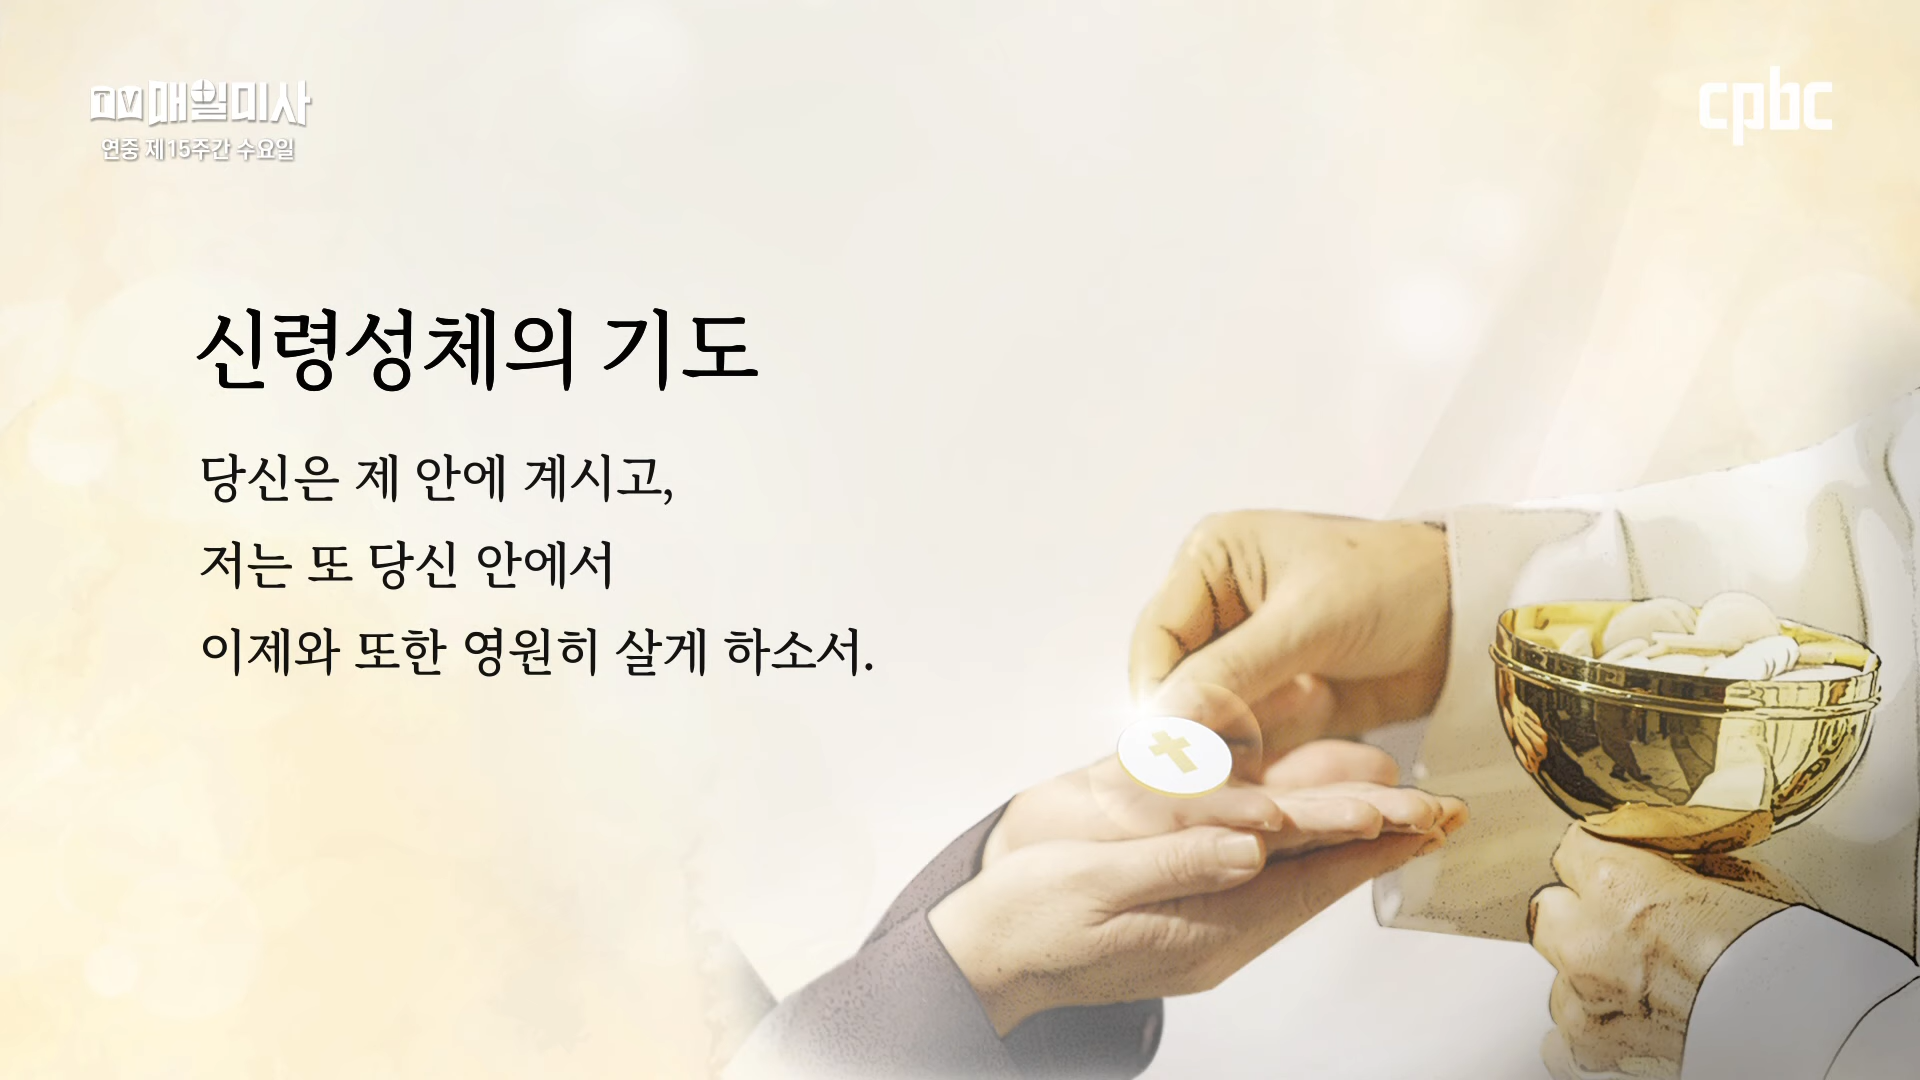 TV매일미사
연중 제15주간 수요일
cpbc
신령성체의 기도
당신은 제 안에 계시고,
저는 또 당신 안에서
이제와 또한 영원히 살게 하소서.